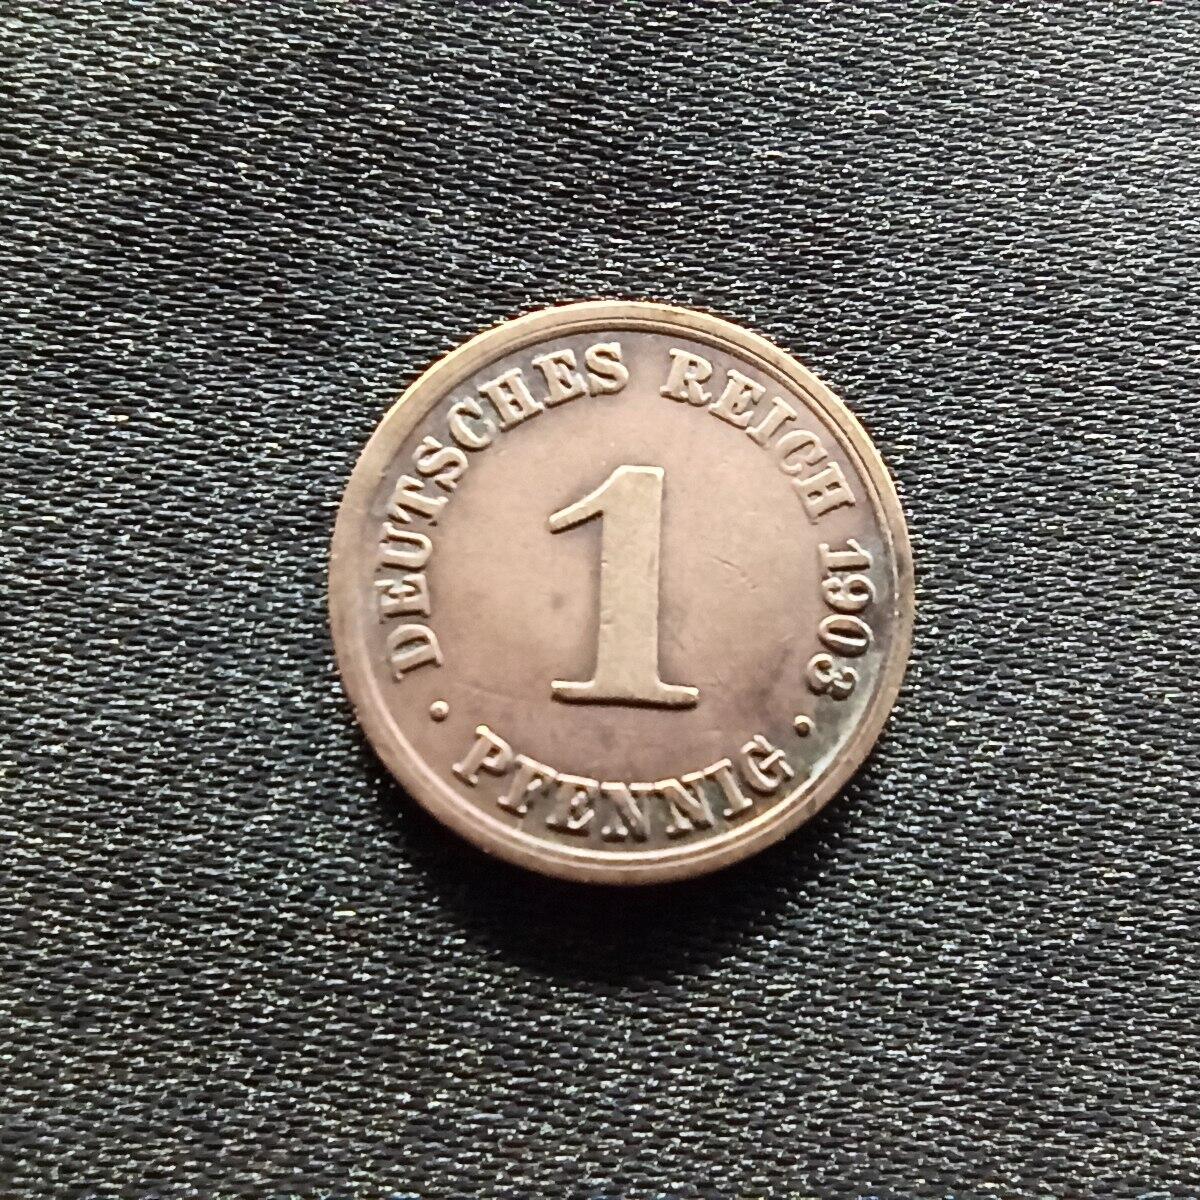 DEUTSCHES REICH 1903
1
· PFENNIG ·